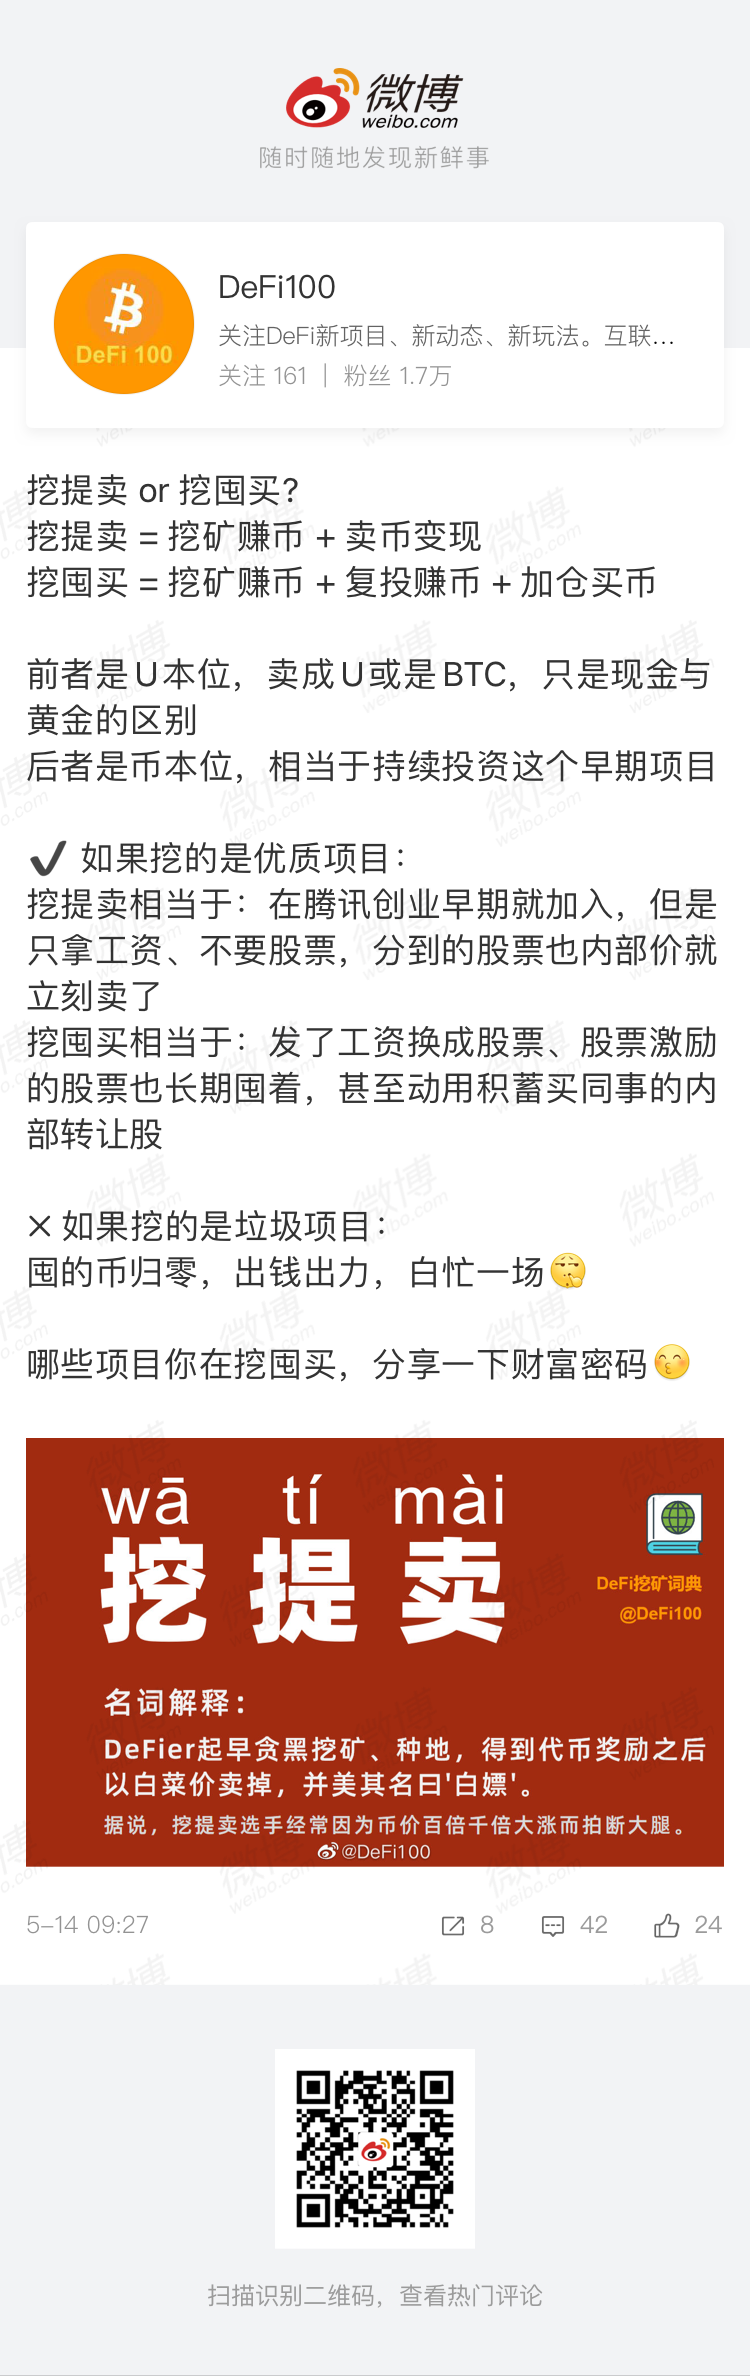 微博
weibo.com
随时随地发现新鲜事
DeFi 100
DeFi100
关注DeFi新项目、新动态、新玩法。互联...
关注 161 | 粉丝 1.7万
挖提卖 or 挖囤买?
挖提卖 = 挖矿赚币 + 卖币变现
挖囤买 = 挖矿赚币 + 复投赚币 + 加仓买币
前者是U本位，卖成U或是BTC，只是现金与
黄金的区别
后者是币本位，相当于持续投资这个早期项目
✔ 如果挖的是优质项目：
挖提卖相当于：在腾讯创业早期就加入，但是
只拿工资、不要股票，分到的股票也内部价就
立刻卖了
挖囤买相当于：发了工资换成股票、股票激励
的股票也长期囤着，甚至动用积蓄买同事的内
部转让股
× 如果挖的是垃圾项目：
囤的币归零，出钱出力，白忙一场
哪些项目你在挖囤买，分享一下财富密码
wā tí mài
挖提卖
DeFi挖矿词典
@DeFi100
名词解释：
DeFier起早贪黑挖矿、种地，得到代币奖励之后
以白菜价卖掉，并美其名曰'白嫖'。
据说，挖提卖选手经常因为币价百倍千倍大涨而拍断大腿。
@DeFi100
5-14 09:27 8 42 24
扫描识别二维码，查看热门评论